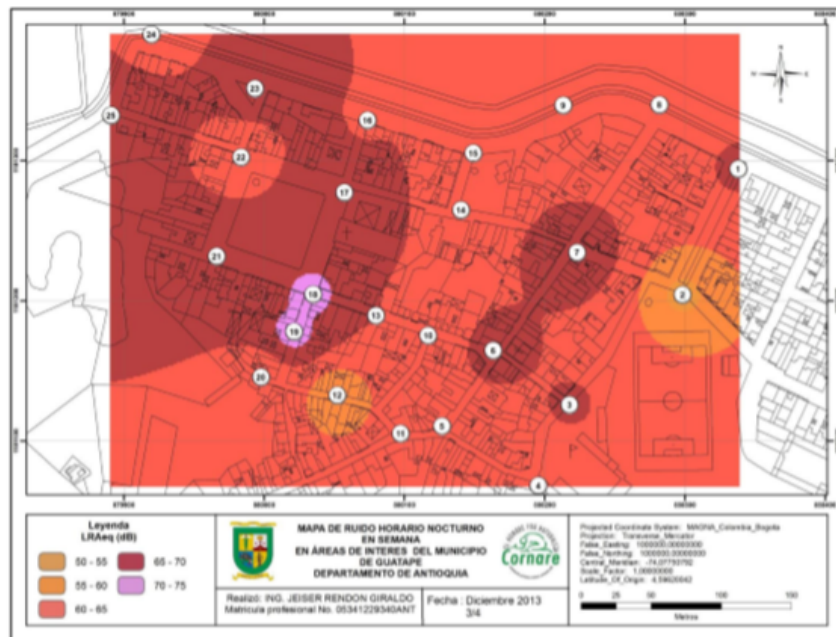 24
23
25
16
9
8
15
22
1
17
14
7
21
18
2
19
13
10
6
20
12
3
5
11
4
Leyenda
LRAeq (dB)
50 - 55
65 - 70
55 - 60
70 - 75
60 - 65
MAPA DE RUIDO HORARIO NOCTURNO
EN SEMANA
EN ÁREAS DE INTERES DEL MUNICIPIO
DE GUATAPE
DEPARTAMENTO DE ANTIOQUIA
Cornare
Realizó: ING. JEISER RENDON GIRALDO
Matricula profesional No. 05341229340ANT
Fecha : Diciembre 2013
3/4
Projected Coordinate System: MAGNA_Colombia_Bogota
Projection: Transverse_Mercator
False_Easting: 1000000,00000000
False_Northing: 1000000,00000000
Central_Meridian: -74,07750792
Scale_Factor: 1,00000000
Latitude_Of_Origin: 4,59620042
0 25 50 100 150
Metros